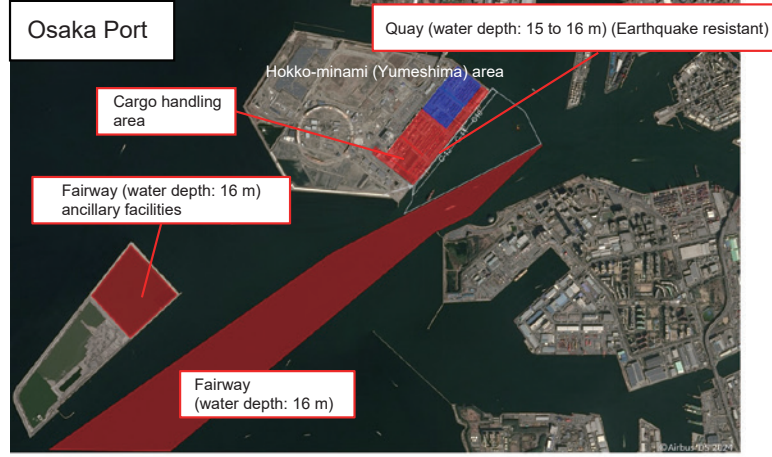 Osaka Port
Quay (water depth: 15 to 16 m) (Earthquake resistant)
Hokko-minami (Yumeshima) area
Cargo handling
area
Fairway (water depth: 16 m)
ancillary facilities
Fairway
(water depth: 16 m)
©Airbus DS 2024